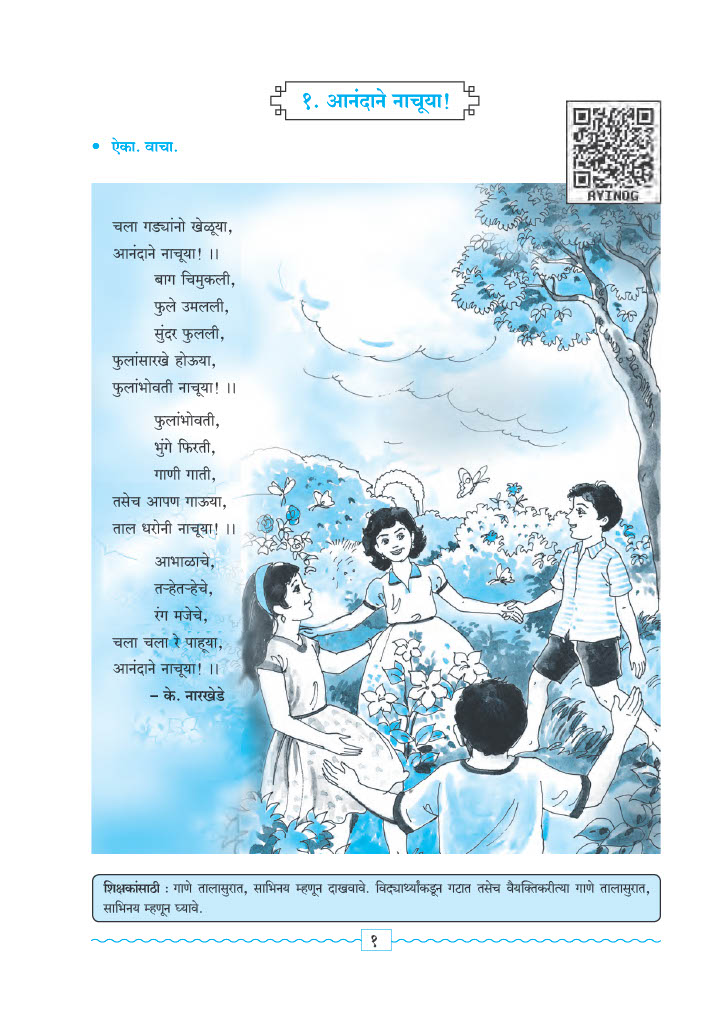 १. आनंदाने नाचूया!
• ऐका. वाचा.
AYINOG
चला गड्यांनो खेळूया,
आनंदाने नाचूया! ।।
बाग चिमुकली,
फुले उमलली,
सुंदर फुलली,
फुलांसारखे होऊया,
फुलांभोवती नाचूया! ।।
फुलांभोवती,
भुंगे फिरती,
गाणी गाती,
तसेच आपण गाऊया,
ताल धरोनी नाचूया! ।।
आभाळाचे,
तऱ्हेतऱ्हेचे,
रंग मजेचे,
चला चला रे पाहूया,
आनंदाने नाचूया! ।।
– के. नारखेडे
शिक्षकांसाठी : गाणे तालासुरात, साभिनय म्हणून दाखवावे. विद्यार्थ्यांकडून गटात तसेच वैयक्तिकरीत्या गाणे तालासुरात,
साभिनय म्हणून घ्यावे.
१